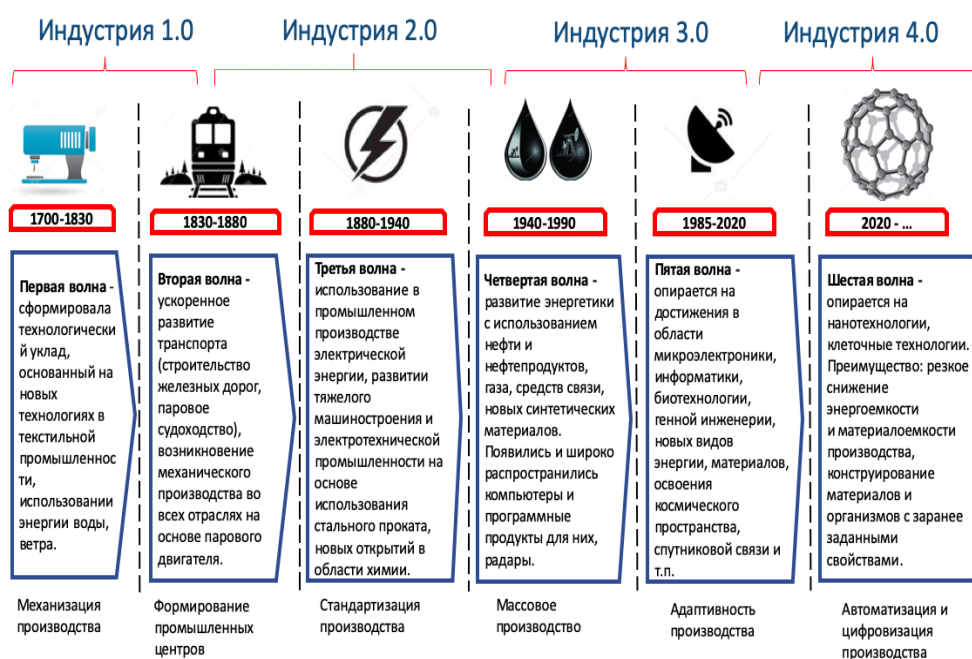 Индустрия 1.0
Индустрия 2.0
Индустрия 3.0
Индустрия 4.0
1700-1830
1830-1880
1880-1940
1940-1990
1985-2020
2020 - ...
Первая волна -
сформировала
технологически
й уклад,
основанный на
новых
технологиях в
текстильной
промышленнос
ти,
использовании
энергии воды,
ветра.
Вторая волна -
ускоренное
развитие
транспорта
(строительство
железных дорог,
паровое
судоходство),
возникновение
механического
производства во
всех отраслях на
основе парового
двигателя.
Третья волна -
использование в
промышленном
производстве
электрической
энергии, развитии
тяжелого
машиностроения и
электротехнической
промышленности на
основе
использования
стального проката,
новых открытий в
области химии.
Четвертая волна -
развитие энергетики
с использованием
нефти и
нефтепродуктов,
газа, средств связи,
новых синтетических
материалов.
Появились и широко
распространились
компьютеры и
программные
продукты для них,
радары.
Пятая волна -
опирается на
достижения в
области
микроэлектроники,
информатики,
биотехнологии,
генной инженерии,
новых видов
энергии, материалов,
освоения
космического
пространства,
спутниковой связи и
т.п.
Шестая волна -
опирается на
нанотехнологии,
клеточные технологии.
Преимущество: резкое
снижение
энергоемкости
и материалоемкости
производства,
конструирование
материалов и
организмов с заранее
заданными
свойствами.
Механизация
производства
Формирование
промышленных
центров
Стандартизация
производства
Массовое
производство
Адаптивность
производства
Автоматизация и
цифровизация
производства